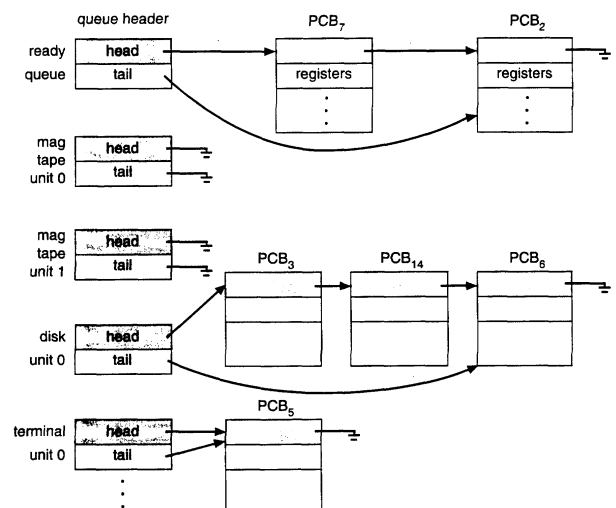 queue header PCB7 PCB2
ready head
queue tail registers registers
mag head
tape
unit 0 tail
mag head
tape
unit 1 tail
PCB3 PCB14 PCB6
disk head
unit 0 tail
PCB5
terminal head
unit 0 tail